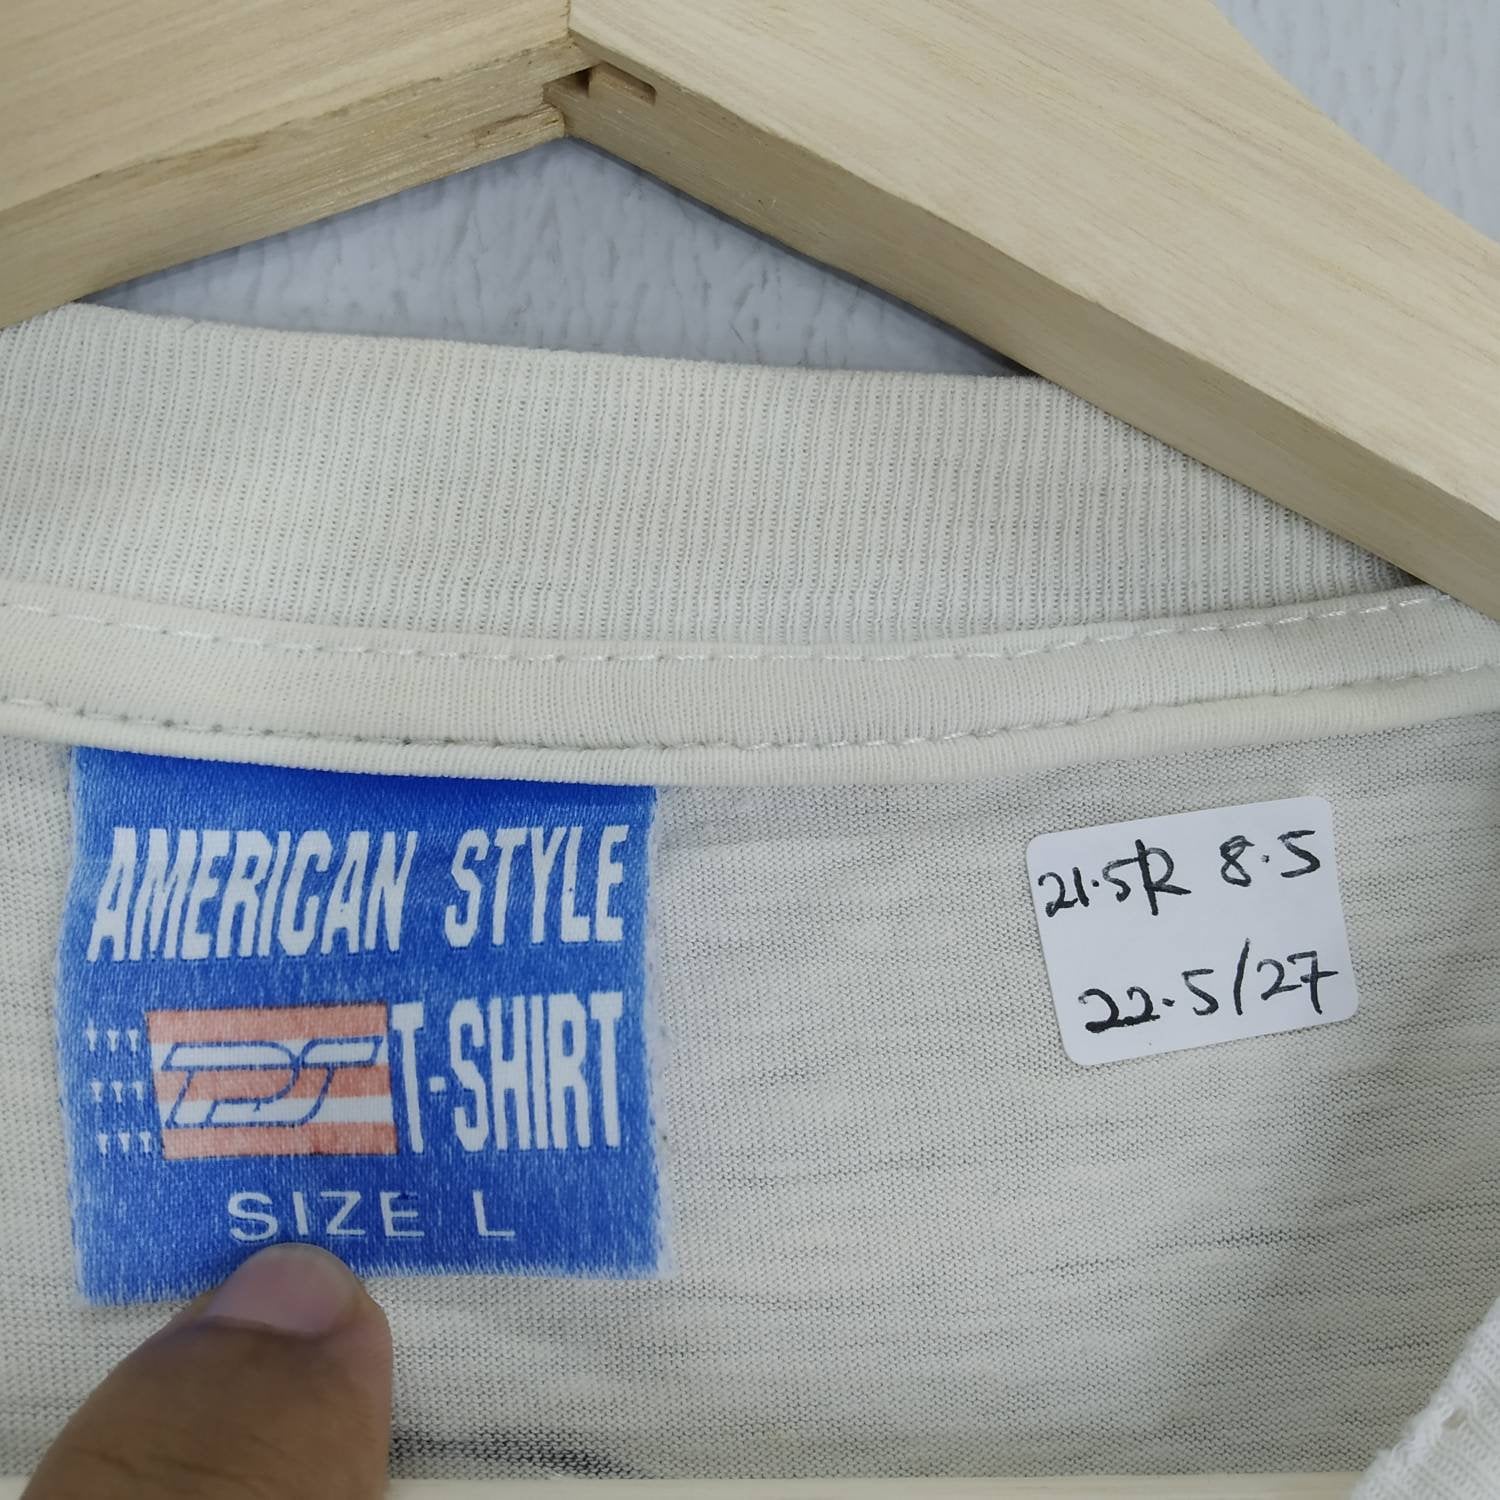 AMERICAN STYLE
T-SHIRT
SIZE L
21.5R 8.5
22.5/27